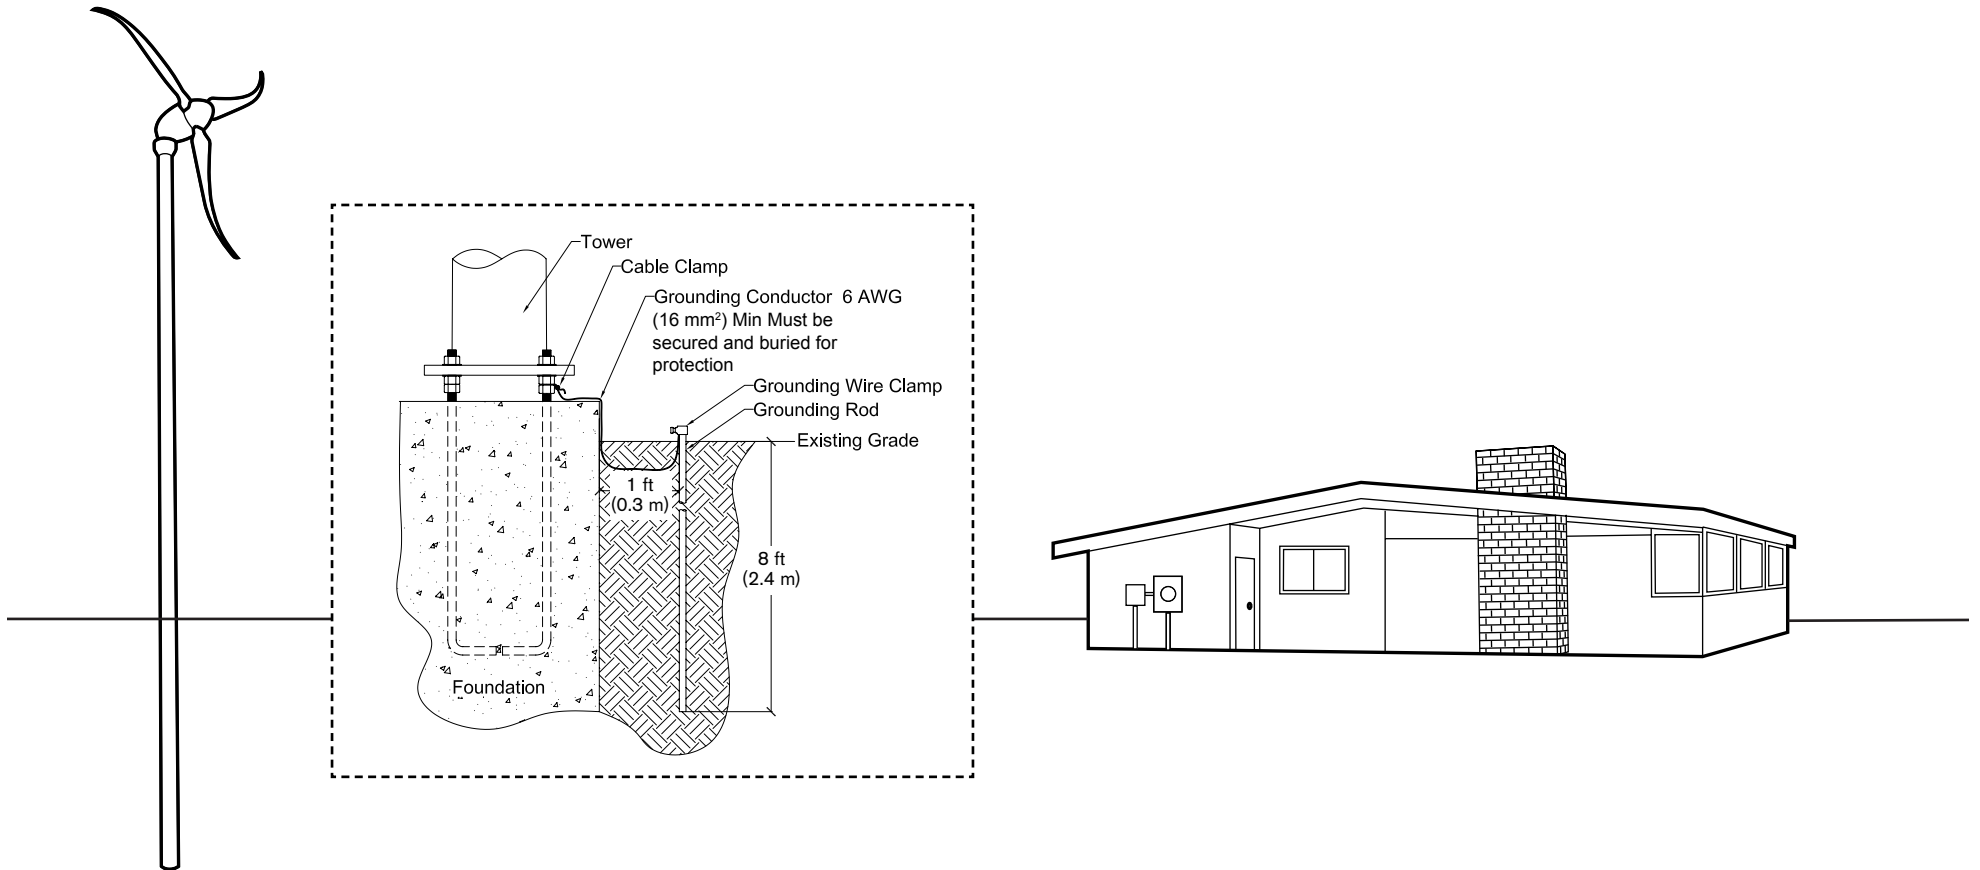 Tower
Cable Clamp
Grounding Conductor  6 AWG
(16 mm²) Min Must be
secured and buried for
protection
Grounding Wire Clamp
Grounding Rod
Existing Grade
1 ft
(0.3 m)
8 ft
(2.4 m)
Foundation